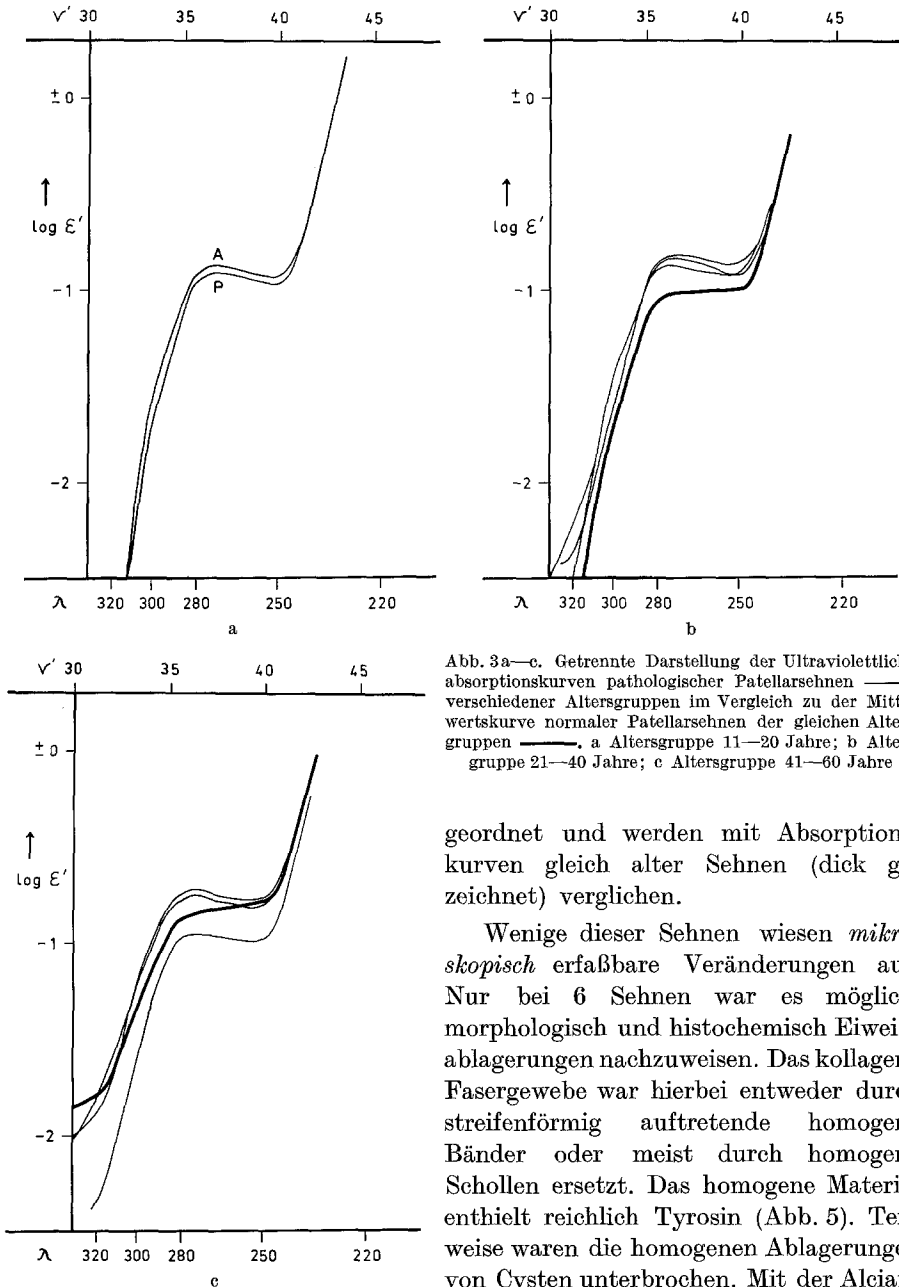 ν' 30 35 40 45
± 0
↑
log ε'
A
P
-1
-2
λ 320 300 280 250 220
a
ν' 30 35 40 45
± 0
↑
log ε'
-1
-2
λ 320 300 280 250 220
b
ν' 30 35 40 45
± 0
↑
log ε'
-1
-2
λ 320 300 280 250 220
c
Abb. 3a—c. Getrennte Darstellung der Ultraviolettlich
absorptionskurven pathologischer Patellarsehnen ——
verschiedener Altersgruppen im Vergleich zu der Mitt
wertskurve normaler Patellarsehnen der gleichen Alte
gruppen ——. a Altersgruppe 11—20 Jahre; b Alte
gruppe 21—40 Jahre; c Altersgruppe 41—60 Jahre
geordnet und werden mit Absorption
kurven gleich alter Sehnen (dick g
zeichnet) verglichen.
Wenige dieser Sehnen wiesen mikr
skopisch erfaßbare Veränderungen au
Nur bei 6 Sehnen war es möglic
morphologisch und histochemisch Eiwei
ablagerungen nachzuweisen. Das kollagen
Fasergewebe war hierbei entweder durc
streifenförmig auftretende homogen
Bänder oder meist durch homogen
Schollen ersetzt. Das homogene Materi
enthielt reichlich Tyrosin (Abb. 5). Tei
weise waren die homogenen Ablagerunge
von Cysten unterbrochen. Mit der Alcian